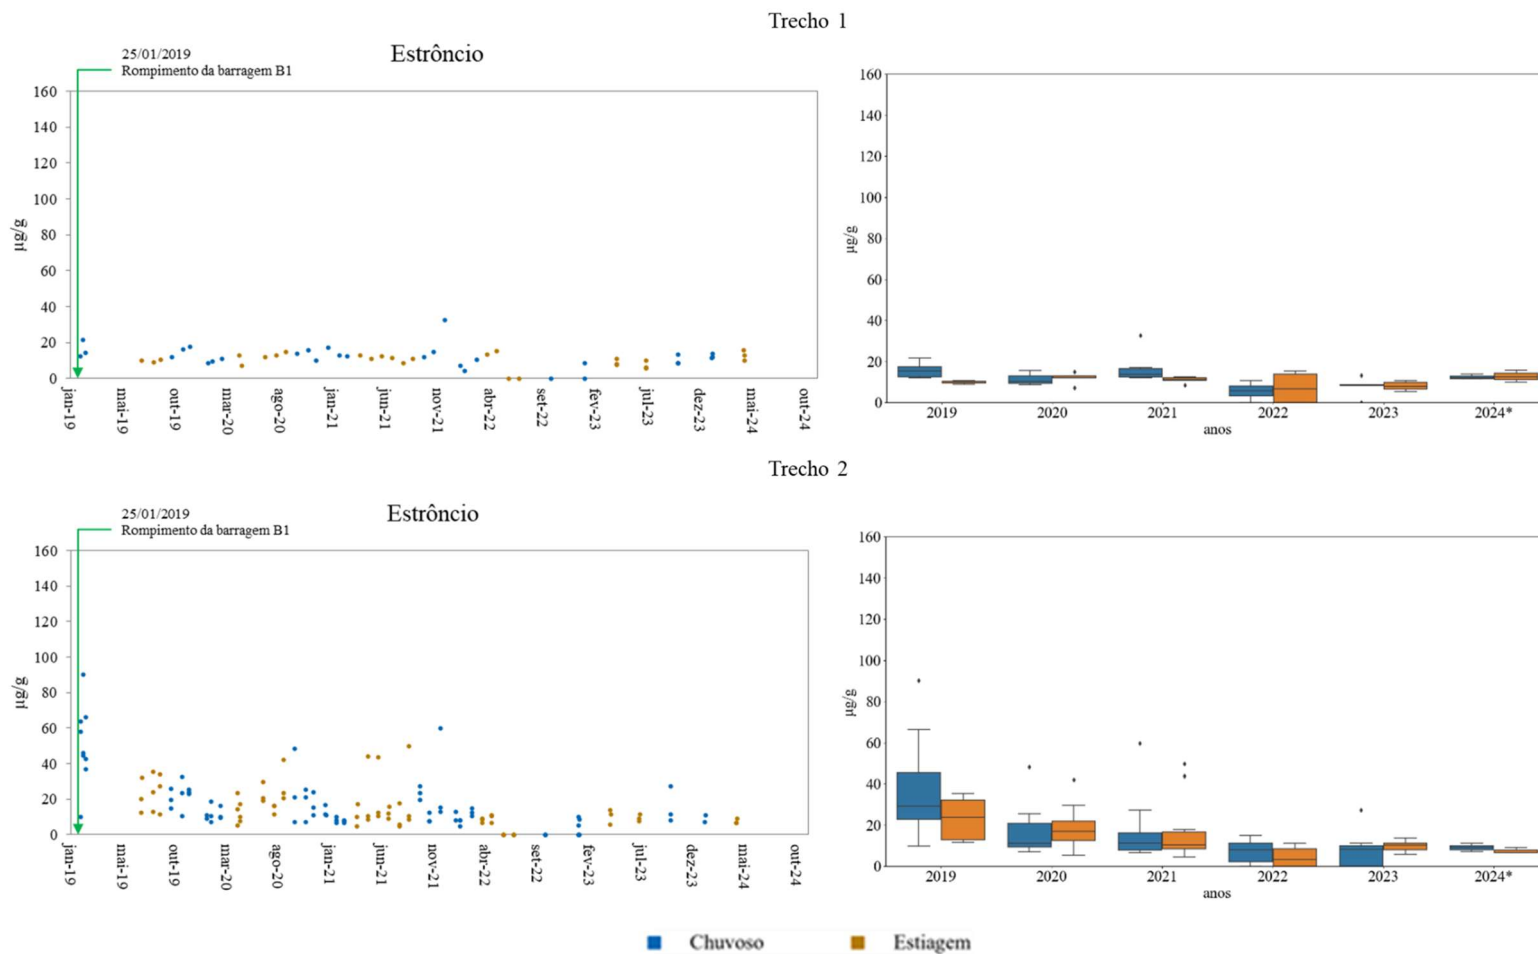 Trecho 1
25/01/2019
Rompimento da barragem B1
Estrôncio
µg/g
160
140
120
100
80
60
40
20
0
jan-19
mai-19
out-19
mar-20
ago-20
jan-21
jun-21
nov-21
abr-22
set-22
fev-23
jul-23
dez-23
mai-24
out-24
µg/g
160
140
120
100
80
60
40
20
0
2019
2020
2021
2022
2023
2024*
anos
Trecho 2
25/01/2019
Rompimento da barragem B1
Estrôncio
µg/g
160
140
120
100
80
60
40
20
0
jan-19
mai-19
out-19
mar-20
ago-20
jan-21
jun-21
nov-21
abr-22
set-22
fev-23
jul-23
dez-23
mai-24
out-24
µg/g
160
140
120
100
80
60
40
20
0
2019
2020
2021
2022
2023
2024*
anos
Chuvoso
Estiagem